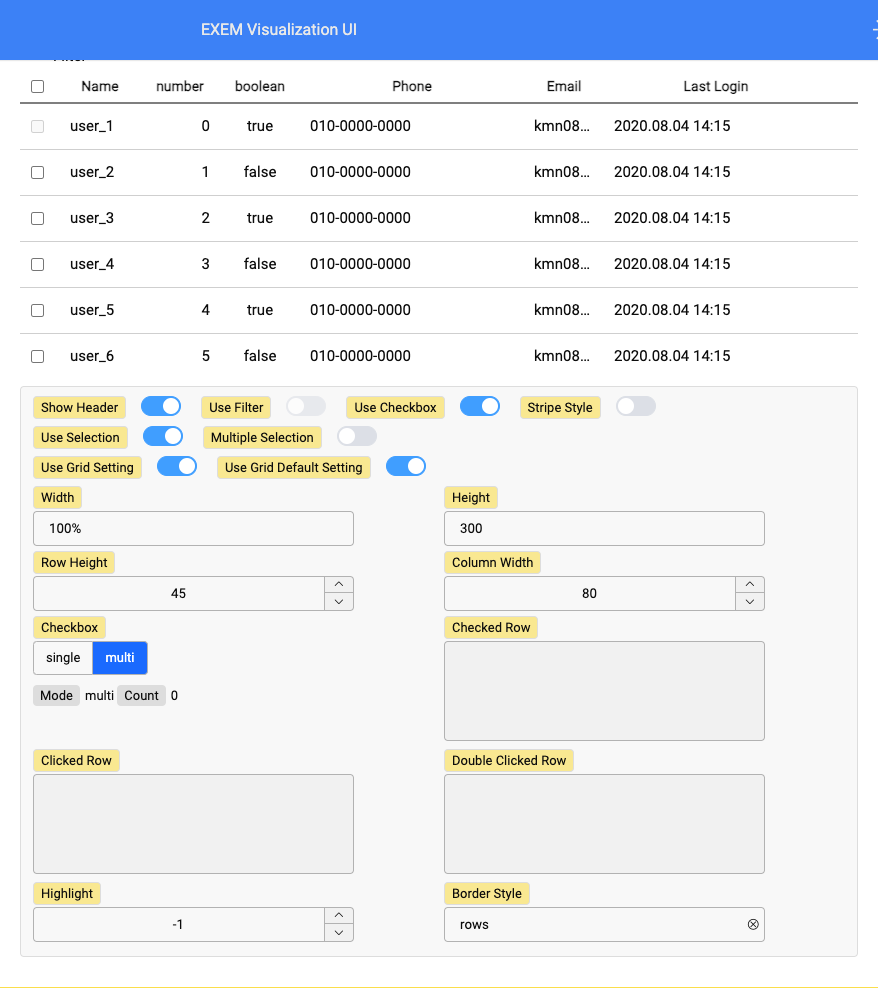 EXEM Visualization UI
Filter
Name number boolean Phone Email Last Login
user_1 0 true 010-0000-0000 kmn08... 2020.08.04 14:15
user_2 1 false 010-0000-0000 kmn08... 2020.08.04 14:15
user_3 2 true 010-0000-0000 kmn08... 2020.08.04 14:15
user_4 3 false 010-0000-0000 kmn08... 2020.08.04 14:15
user_5 4 true 010-0000-0000 kmn08... 2020.08.04 14:15
user_6 5 false 010-0000-0000 kmn08... 2020.08.04 14:15
Show Header Use Filter Use Checkbox Stripe Style
Use Selection Multiple Selection
Use Grid Setting Use Grid Default Setting
Width Height
100% 300
Row Height Column Width
45 80
Checkbox Checked Row
single multi
Mode multi Count 0
Clicked Row Double Clicked Row
Highlight Border Style
-1 rows